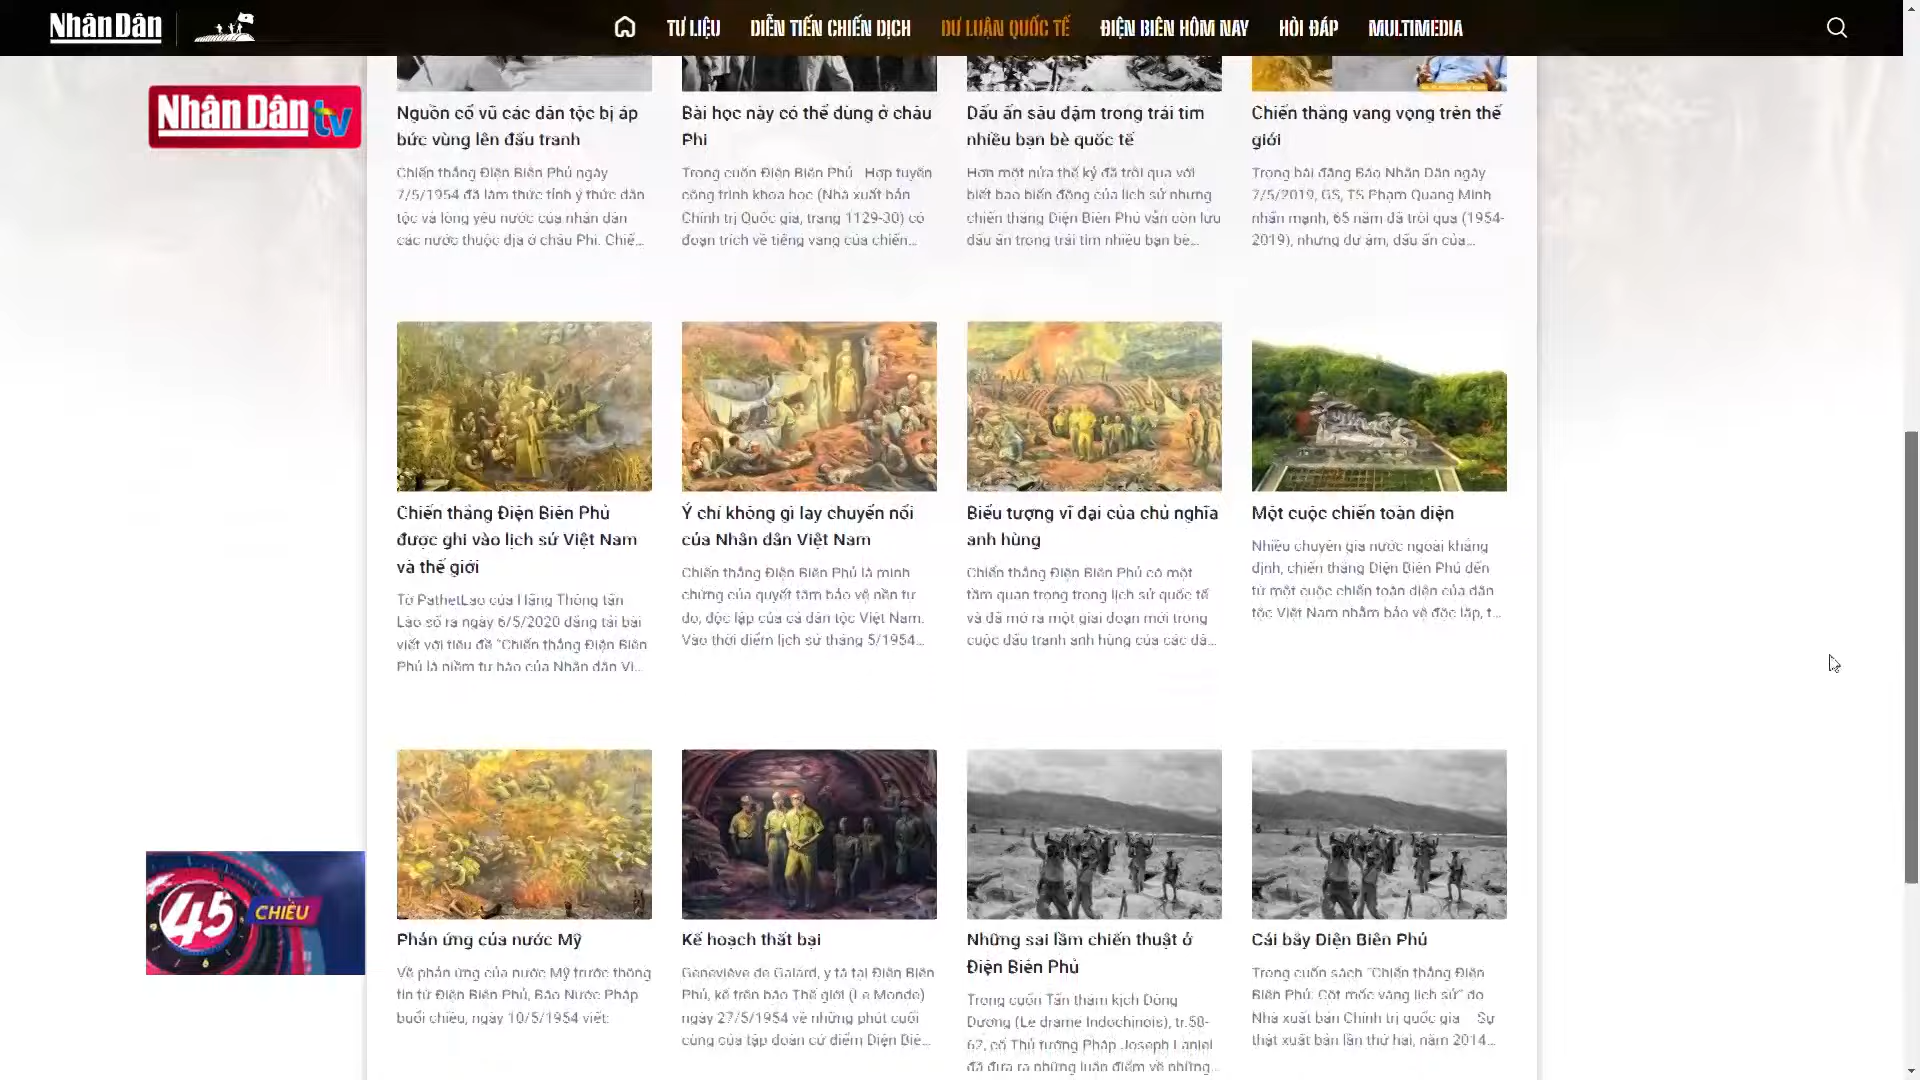 Nhân Dân
TƯ LIỆU
DIỄN TIẾN CHIẾN DỊCH
DƯ LUẬN QUỐC TẾ
ĐIỆN BIÊN HÔM NAY
HỎI ĐÁP
MULTIMEDIA
Nhân Dân tv
Nguồn cổ vũ các dân tộc bị áp
bức vùng lên đấu tranh
Chiến thắng Điện Biên Phủ ngày
7/5/1954 đã làm thức tỉnh ý thức dân
tộc và lòng yêu nước của nhân dân
các nước thuộc địa ở châu Phi. Chiế...
Bài học này có thể dùng ở châu
Phi
Trong cuốn Điện Biên Phủ - Hợp tuyển
công trình khoa học (Nhà xuất bản
Chính trị Quốc gia, trang 1129-30) có
đoạn trích về tiếng vang của chiến...
Dấu ấn sâu đậm trong trái tim
nhiều bạn bè quốc tế
Hơn một nửa thế kỷ đã trôi qua với
biết bao biến động của lịch sử nhưng
chiến thắng Điện Biên Phủ vẫn còn lưu
dấu ấn trong trái tim nhiều bạn bè...
Chiến thắng vang vọng trên thế
giới
Trong bài đăng Báo Nhân Dân ngày
7/5/2019, GS, TS Phạm Quang Minh
nhấn mạnh, 65 năm đã trôi qua (1954-
2019), nhưng dư âm, dấu ấn của...
Chiến thắng Điện Biên Phủ
được ghi vào lịch sử Việt Nam
và thế giới
Tờ PathetLao của Hãng Thông tấn
Lào số ra ngày 6/5/2020 đăng tải bài
viết với tiêu đề "Chiến thắng Điện Biên
Phủ là niềm tự hào của Nhân dân Vi...
Ý chí không gì lay chuyển nổi
của Nhân dân Việt Nam
Chiến thắng Điện Biên Phủ là minh
chứng của quyết tâm bảo vệ nền tự
do, độc lập của cả dân tộc Việt Nam.
Vào thời điểm lịch sử tháng 5/1954...
Biểu tượng vĩ đại của chủ nghĩa
anh hùng
Chiến thắng Điện Biên Phủ có một
tầm quan trọng trong lịch sử quốc tế
và đã mở ra một giai đoạn mới trong
cuộc đấu tranh anh hùng của các dâ...
Một cuộc chiến toàn diện
Nhiều chuyên gia nước ngoài khẳng
định, chiến thắng Điện Biên Phủ đến
từ một cuộc chiến toàn diện của dân
tộc Việt Nam nhằm bảo vệ độc lập, t...
45 CHIỀU
Phản ứng của nước Mỹ
Về phản ứng của nước Mỹ trước thông
tin từ Điện Biên Phủ, Báo Nước Pháp
buổi chiều, ngày 10/5/1954 viết:
Kế hoạch thất bại
Geneviève de Galard, y tá tại Điện Biên
Phủ, kể trên báo Thế giới (Le Monde)
ngày 27/5/1954 về những phút cuối
cùng của tập đoàn cứ điểm Điện Biê...
Những sai lầm chiến thuật ở
Điện Biên Phủ
Trong cuốn Tấn thảm kịch Đông
Dương (Le drame Indochinois), tr.58-
62, cố Thủ tướng Pháp Joseph Laniel
đã đưa ra những luận điểm về những...
Cái bẫy Điện Biên Phủ
Trong cuốn sách "Chiến thắng Điện
Biên Phủ: Cột mốc vàng lịch sử" do
Nhà xuất bản Chính trị quốc gia - Sự
thật xuất bản lần thứ hai, năm 2014...